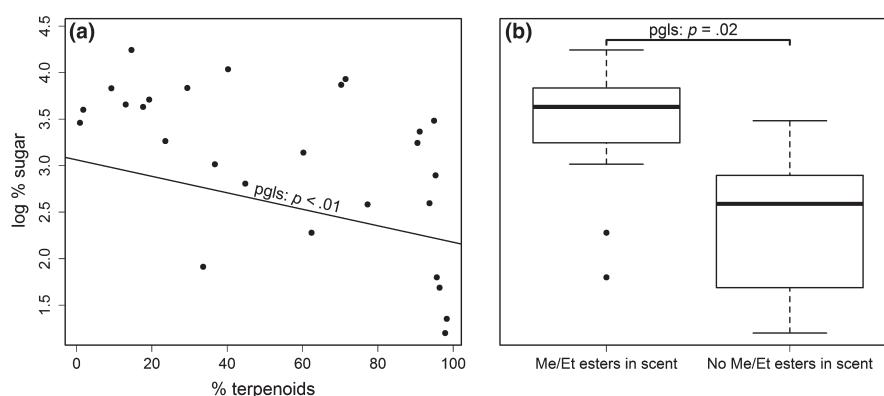 (a)
log % sugar
4.5
4.0
3.5
3.0
2.5
2.0
1.5
pgls: p < .01
0 20 40 60 80 100
% terpenoids
(b)
pgls: p = .02
Me/Et esters in scent
No Me/Et esters in scent